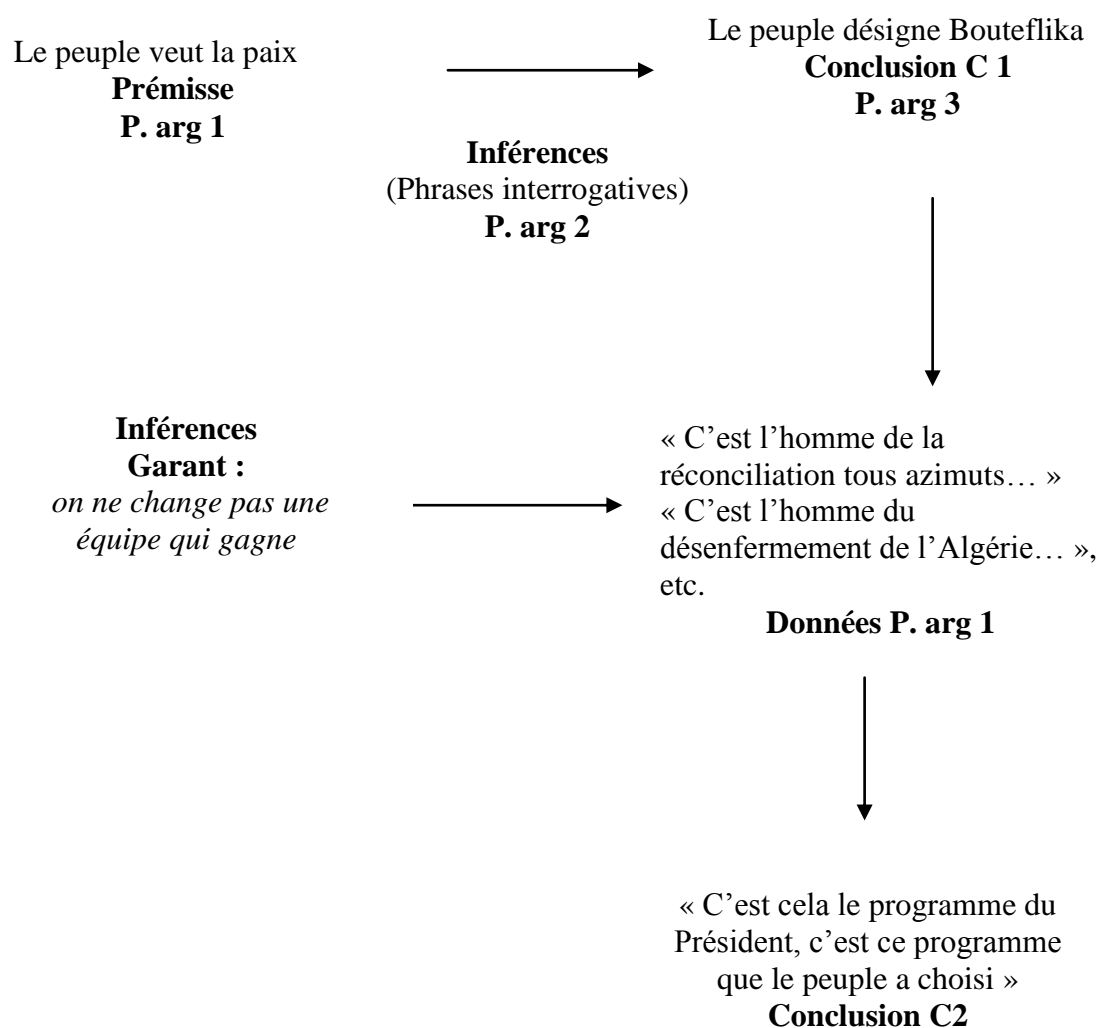 Le peuple veut la paix
Prémisse
P. arg 1
Le peuple désigne Bouteflika
Conclusion C 1
P. arg 3
Inférences
(Phrases interrogatives)
P. arg 2
Inférences
Garant :
on ne change pas une
équipe qui gagne
« C’est l’homme de la
réconciliation tous azimuts… »
« C’est l’homme du
désenfermement de l’Algérie… »,
etc.
Données P. arg 1
« C’est cela le programme du
Président, c’est ce programme
que le peuple a choisi »
Conclusion C2